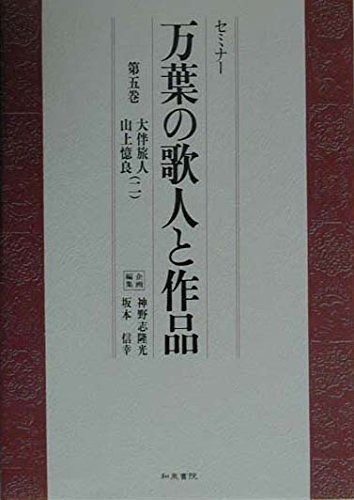 セミナー
万葉の歌人と作品
第五巻
大伴旅人
山上憶良(二)
企画
編集
神野志隆光
坂本 信幸
和泉書院